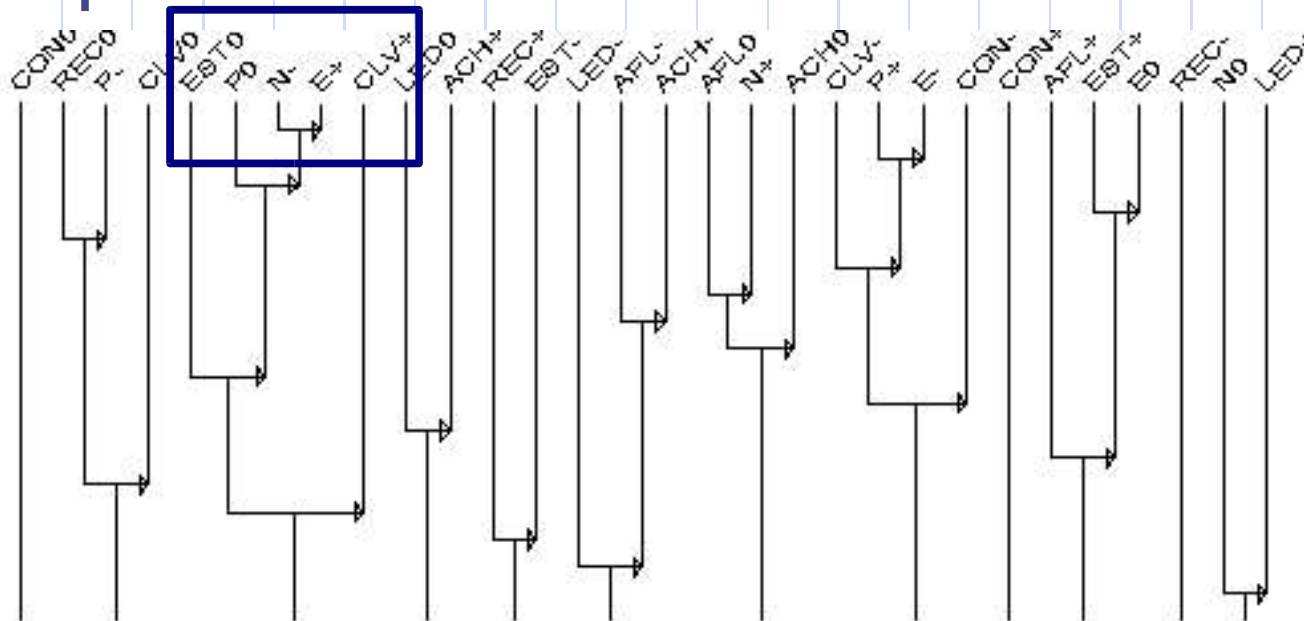 CON0
REC0
P-
CLV0
EST0
P0
N-
E+
CLV+
LED0
ACH+
REC+
EST-
LED-
AFL-
ACH-
AFL0
N+
ACH0
CLV-
P+
E-
CON-
CON+
AFL+
EST+
E0
REC-
N0
LED